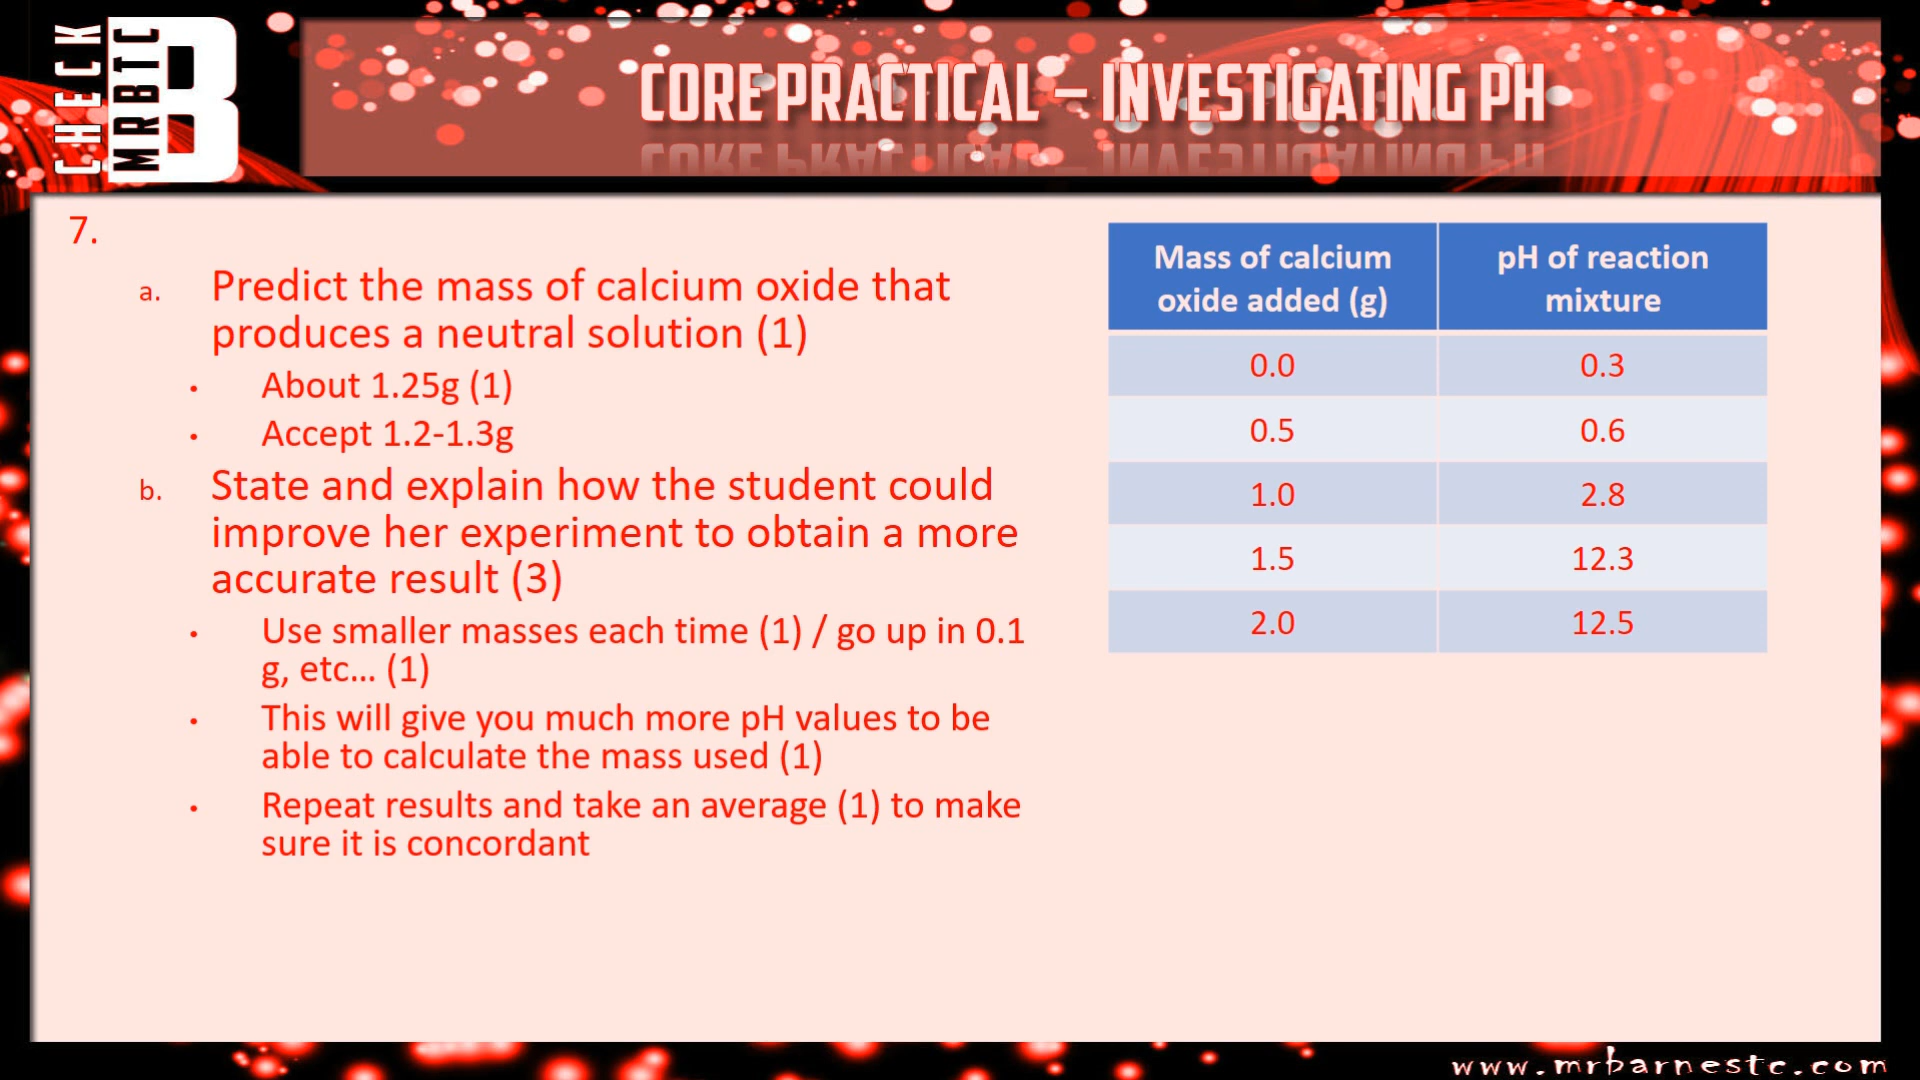 CHECK
MRBTC
B
CORE PRACTICAL – INVESTIGATING PH
7.
a. Predict the mass of calcium oxide that
produces a neutral solution (1)
• About 1.25g (1)
• Accept 1.2-1.3g
b. State and explain how the student could
improve her experiment to obtain a more
accurate result (3)
• Use smaller masses each time (1) / go up in 0.1
g, etc... (1)
• This will give you much more pH values to be
able to calculate the mass used (1)
• Repeat results and take an average (1) to make
sure it is concordant
Mass of calcium oxide added (g) pH of reaction mixture
0.0 0.3
0.5 0.6
1.0 2.8
1.5 12.3
2.0 12.5
www.mrbarnestc.com